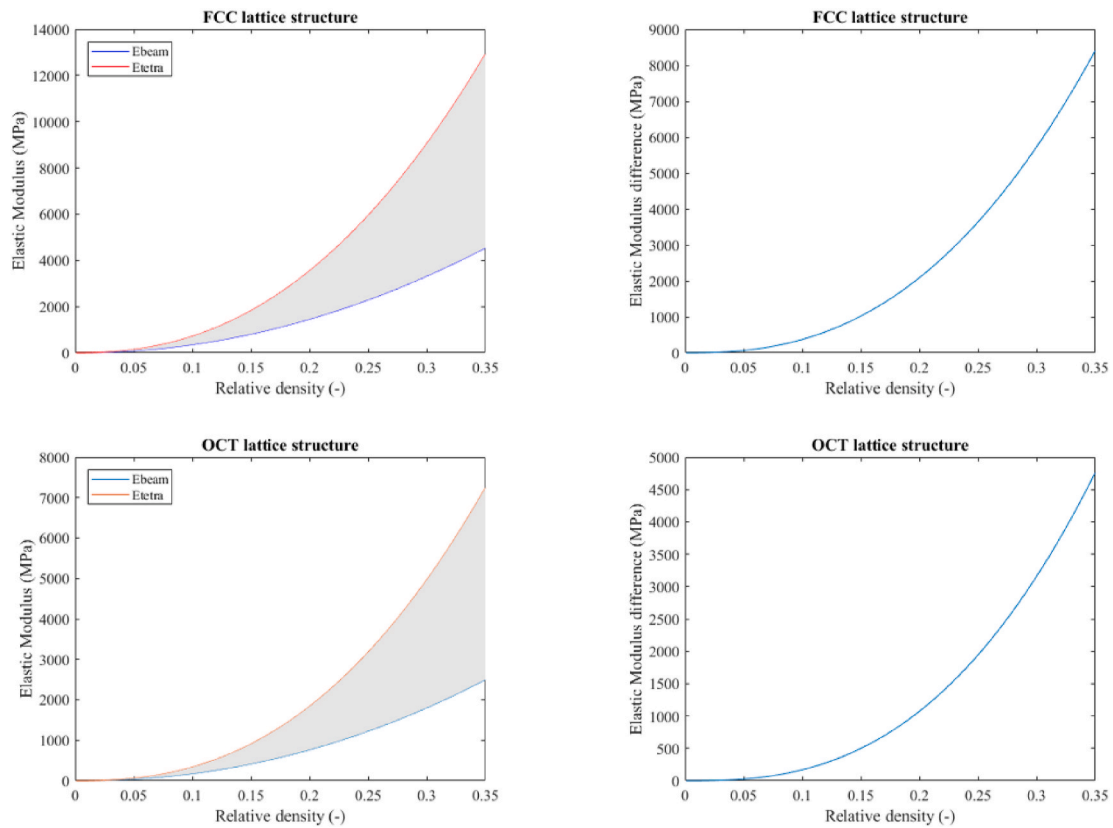 FCC lattice structure
14000
12000
10000
8000
6000
4000
2000
0
Elastic Modulus (MPa)
Ebeam
Etetra
0 0.05 0.1 0.15 0.2 0.25 0.3 0.35
Relative density (-)
FCC lattice structure
9000
8000
7000
6000
5000
4000
3000
2000
1000
0
Elastic Modulus difference (MPa)
0 0.05 0.1 0.15 0.2 0.25 0.3 0.35
Relative density (-)
OCT lattice structure
8000
7000
6000
5000
4000
3000
2000
1000
0
Elastic Modulus (MPa)
Ebeam
Etetra
0 0.05 0.1 0.15 0.2 0.25 0.3 0.35
Relative density (-)
OCT lattice structure
5000
4500
4000
3500
3000
2500
2000
1500
1000
500
0
Elastic Modulus difference (MPa)
0 0.05 0.1 0.15 0.2 0.25 0.3 0.35
Relative density (-)